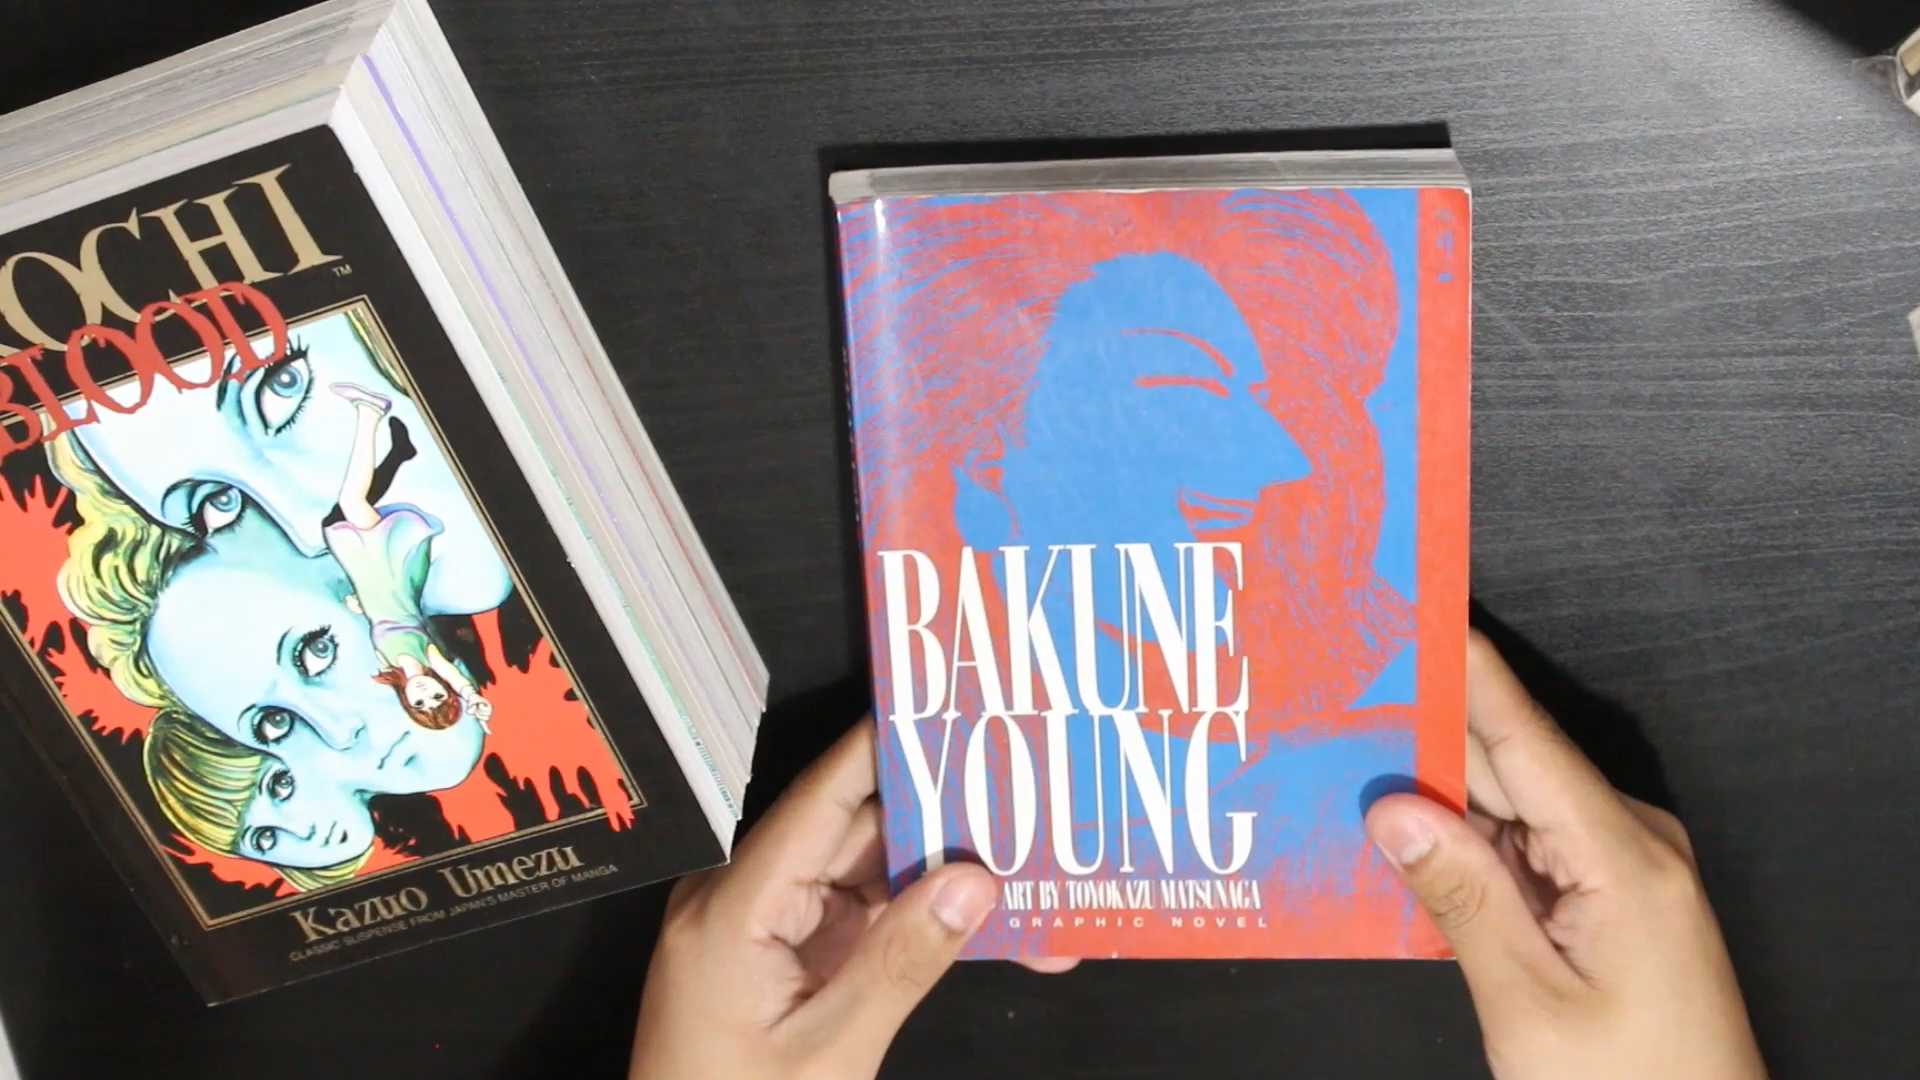 OCHI
TM
BLOOD
Kazuo Umezu
CLASSIC SUSPENSE FROM JAPAN'S MASTER OF MANGA
BAKUNE
YOUNG
ART BY TOYOKAZU MATSUNAGA
GRAPHIC NOVEL